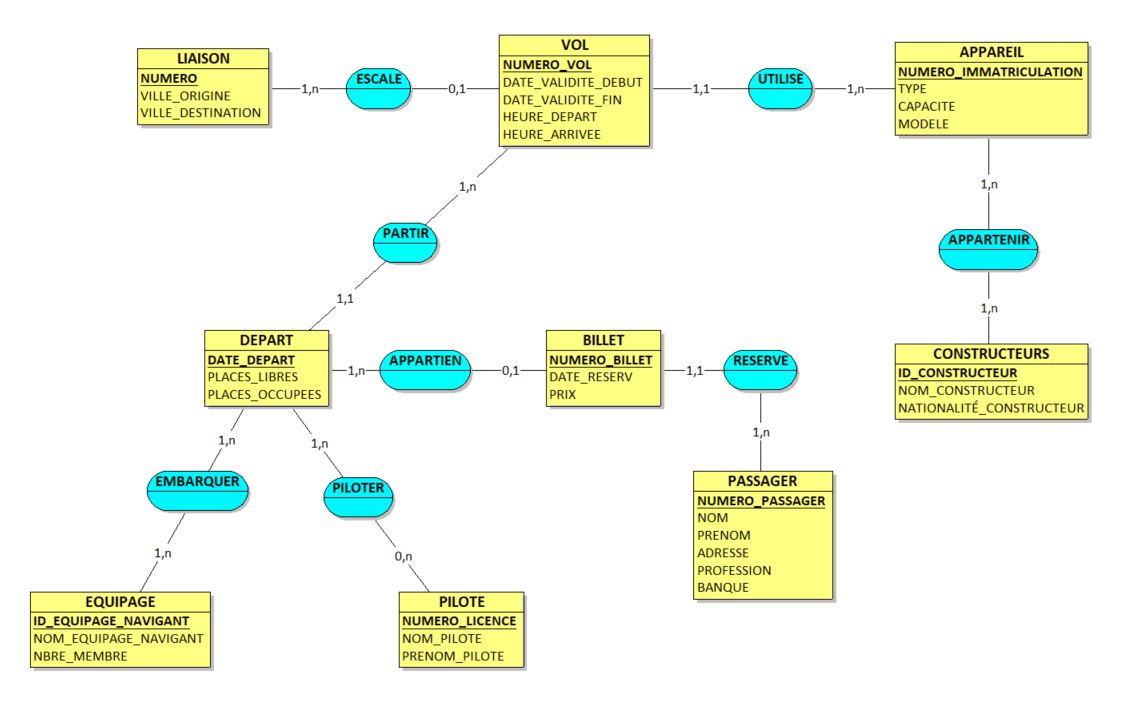 LIAISON
NUMERO
VILLE_ORIGINE
VILLE_DESTINATION
1,n
ESCALE
0,1
VOL
NUMERO_VOL
DATE_VALIDITE_DEBUT
DATE_VALIDITE_FIN
HEURE_DEPART
HEURE_ARRIVEE
1,1
UTILISE
1,n
APPAREIL
NUMERO_IMMATRICULATION
TYPE
CAPACITE
MODELE
1,n
PARTIR
1,1
1,n
APPARTENIR
1,n
DEPART
DATE_DEPART
PLACES_LIBRES
PLACES_OCCUPEES
1,n
APPARTIEN
0,1
BILLET
NUMERO_BILLET
DATE_RESERV
PRIX
1,1
RESERVE
1,n
CONSTRUCTEURS
ID_CONSTRUCTEUR
NOM_CONSTRUCTEUR
NATIONALITÉ_CONSTRUCTEUR
1,n
EMBARQUER
1,n
1,n
PILOTER
0,n
PASSAGER
NUMERO_PASSAGER
NOM
PRENOM
ADRESSE
PROFESSION
BANQUE
EQUIPAGE
ID_EQUIPAGE_NAVIGANT
NOM_EQUIPAGE_NAVIGANT
NBRE_MEMBRE
PILOTE
NUMERO_LICENCE
NOM_PILOTE
PRENOM_PILOTE